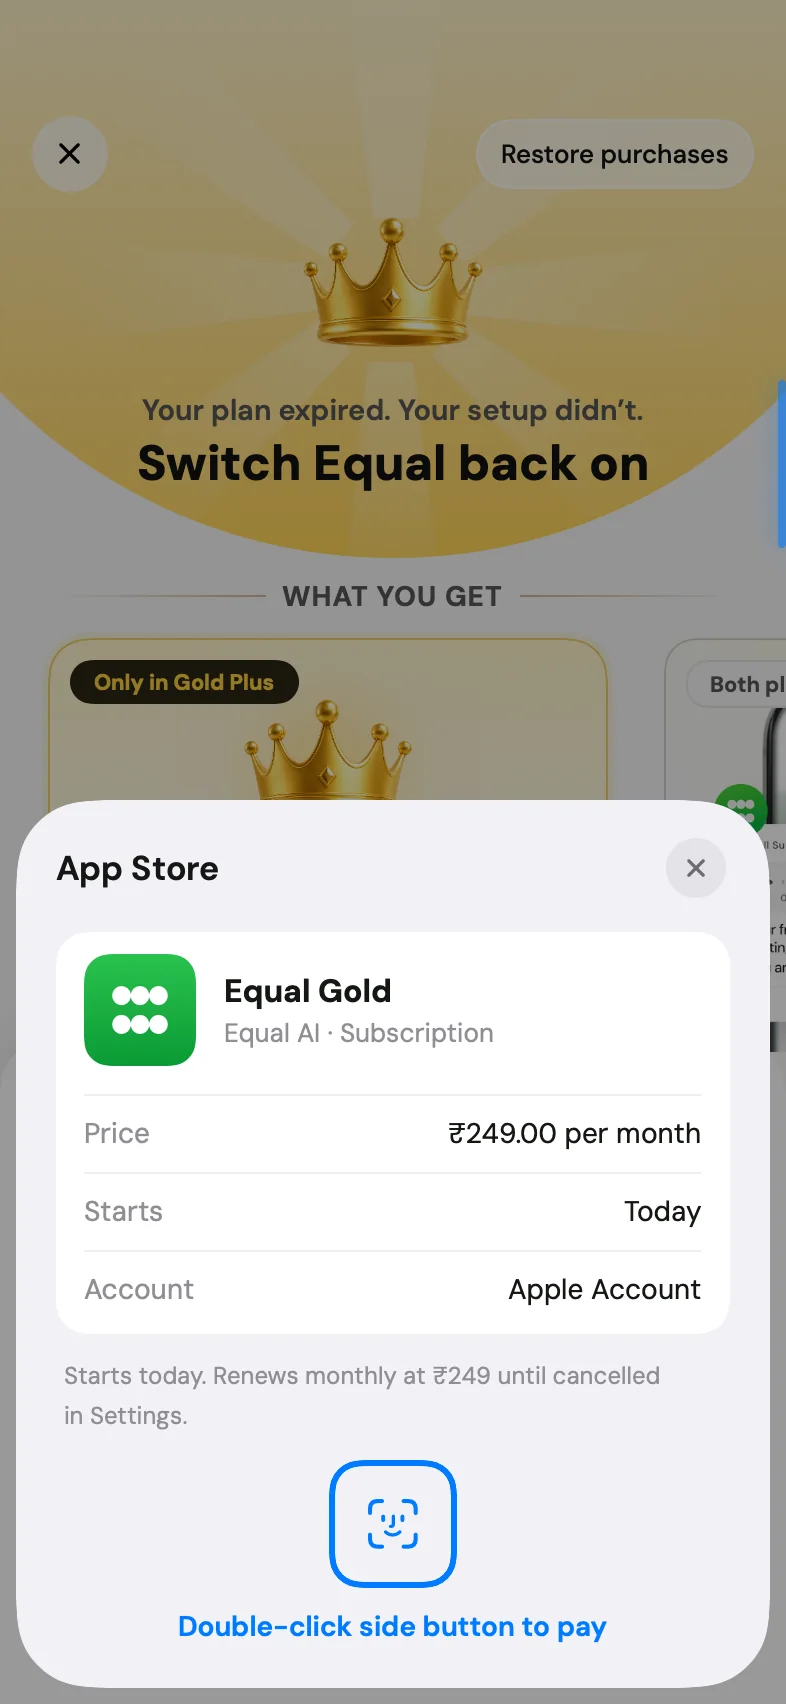 Restore purchases
Your plan expired. Your setup didn’t.
Switch Equal back on
WHAT YOU GET
Only in Gold Plus
Both pl
App Store
Equal Gold
Equal AI · Subscription
Price ₹249.00 per month
Starts Today
Account Apple Account
Starts today. Renews monthly at ₹249 until cancelled
in Settings.
Double-click side button to pay